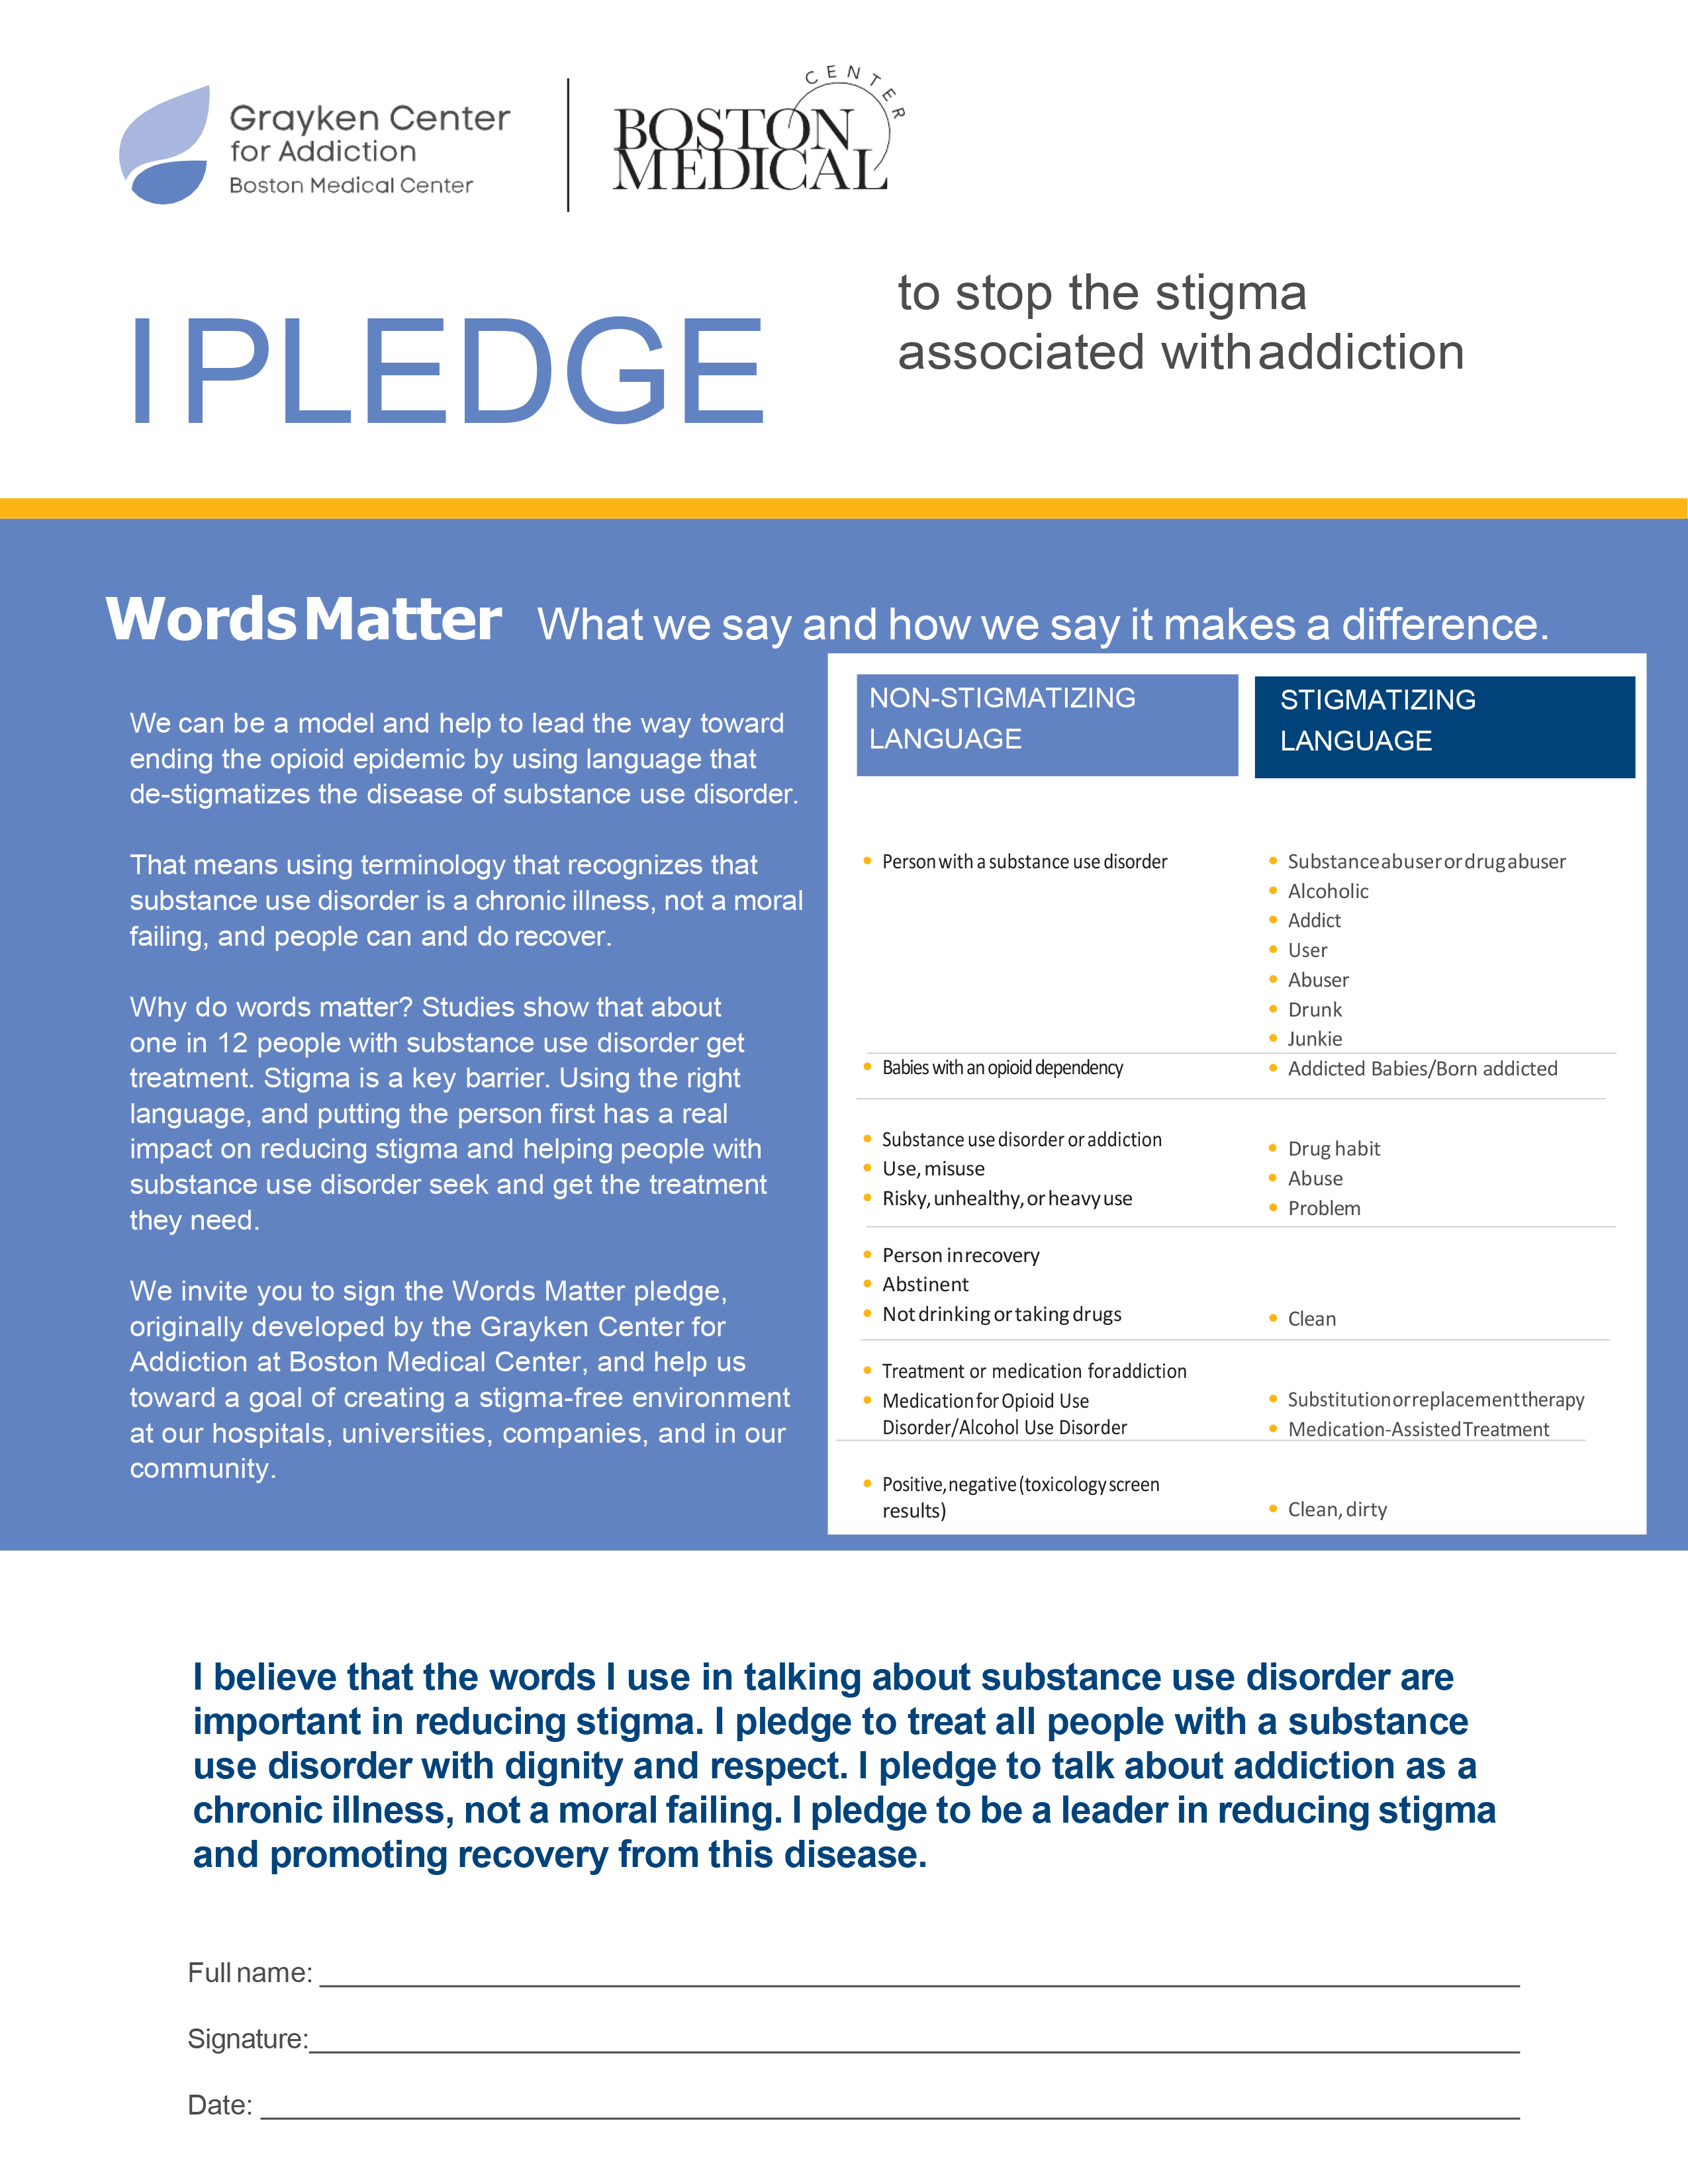 Grayken Center
for Addiction
Boston Medical Center
CENTER
BOSTON
MEDICAL
I PLEDGE
to stop the stigma
associated with addiction
Words Matter What we say and how we say it makes a difference.
We can be a model and help to lead the way toward
ending the opioid epidemic by using language that
de-stigmatizes the disease of substance use disorder.
That means using terminology that recognizes that
substance use disorder is a chronic illness, not a moral
failing, and people can and do recover.
Why do words matter? Studies show that about
one in 12 people with substance use disorder get
treatment. Stigma is a key barrier. Using the right
language, and putting the person first has a real
impact on reducing stigma and helping people with
substance use disorder seek and get the treatment
they need.
We invite you to sign the Words Matter pledge,
originally developed by the Grayken Center for
Addiction at Boston Medical Center, and help us
toward a goal of creating a stigma-free environment
at our hospitals, universities, companies, and in our
community.
NON-STIGMATIZING
LANGUAGE
STIGMATIZING
LANGUAGE
• Person with a substance use disorder
• Substance abuser or drug abuser
• Alcoholic
• Addict
• User
• Abuser
• Drunk
• Junkie
• Babies with an opioid dependency
• Addicted Babies/Born addicted
• Substance use disorder or addiction
• Use, misuse
• Risky, unhealthy, or heavy use
• Drug habit
• Abuse
• Problem
• Person in recovery
• Abstinent
• Not drinking or taking drugs
• Clean
• Treatment or medication for addiction
• Medication for Opioid Use
Disorder/Alcohol Use Disorder
• Substitution or replacement therapy
• Medication-Assisted Treatment
• Positive, negative (toxicology screen
results)
• Clean, dirty
I believe that the words I use in talking about substance use disorder are
important in reducing stigma. I pledge to treat all people with a substance
use disorder with dignity and respect. I pledge to talk about addiction as a
chronic illness, not a moral failing. I pledge to be a leader in reducing stigma
and promoting recovery from this disease.
Full name:
Signature:
Date: